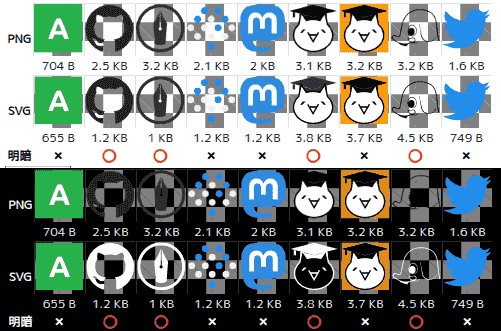 PNG
A
704 B 2.5 KB 3.2 KB 2.1 KB 2 KB 3.1 KB 3.2 KB 3.2 KB 1.6 KB
SVG
A
655 B 1.2 KB 1 KB 1.2 KB 1.2 KB 3.8 KB 3.7 KB 4.5 KB 749 B
明暗 × ○ ○ × × ○ × ○ ×
PNG
A
704 B 2.5 KB 3.2 KB 2.1 KB 2 KB 3.1 KB 3.2 KB 3.2 KB 1.6 KB
SVG
A
655 B 1.2 KB 1 KB 1.2 KB 1.2 KB 3.8 KB 3.7 KB 4.5 KB 749 B
明暗 × ○ ○ × × ○ × ○ ×